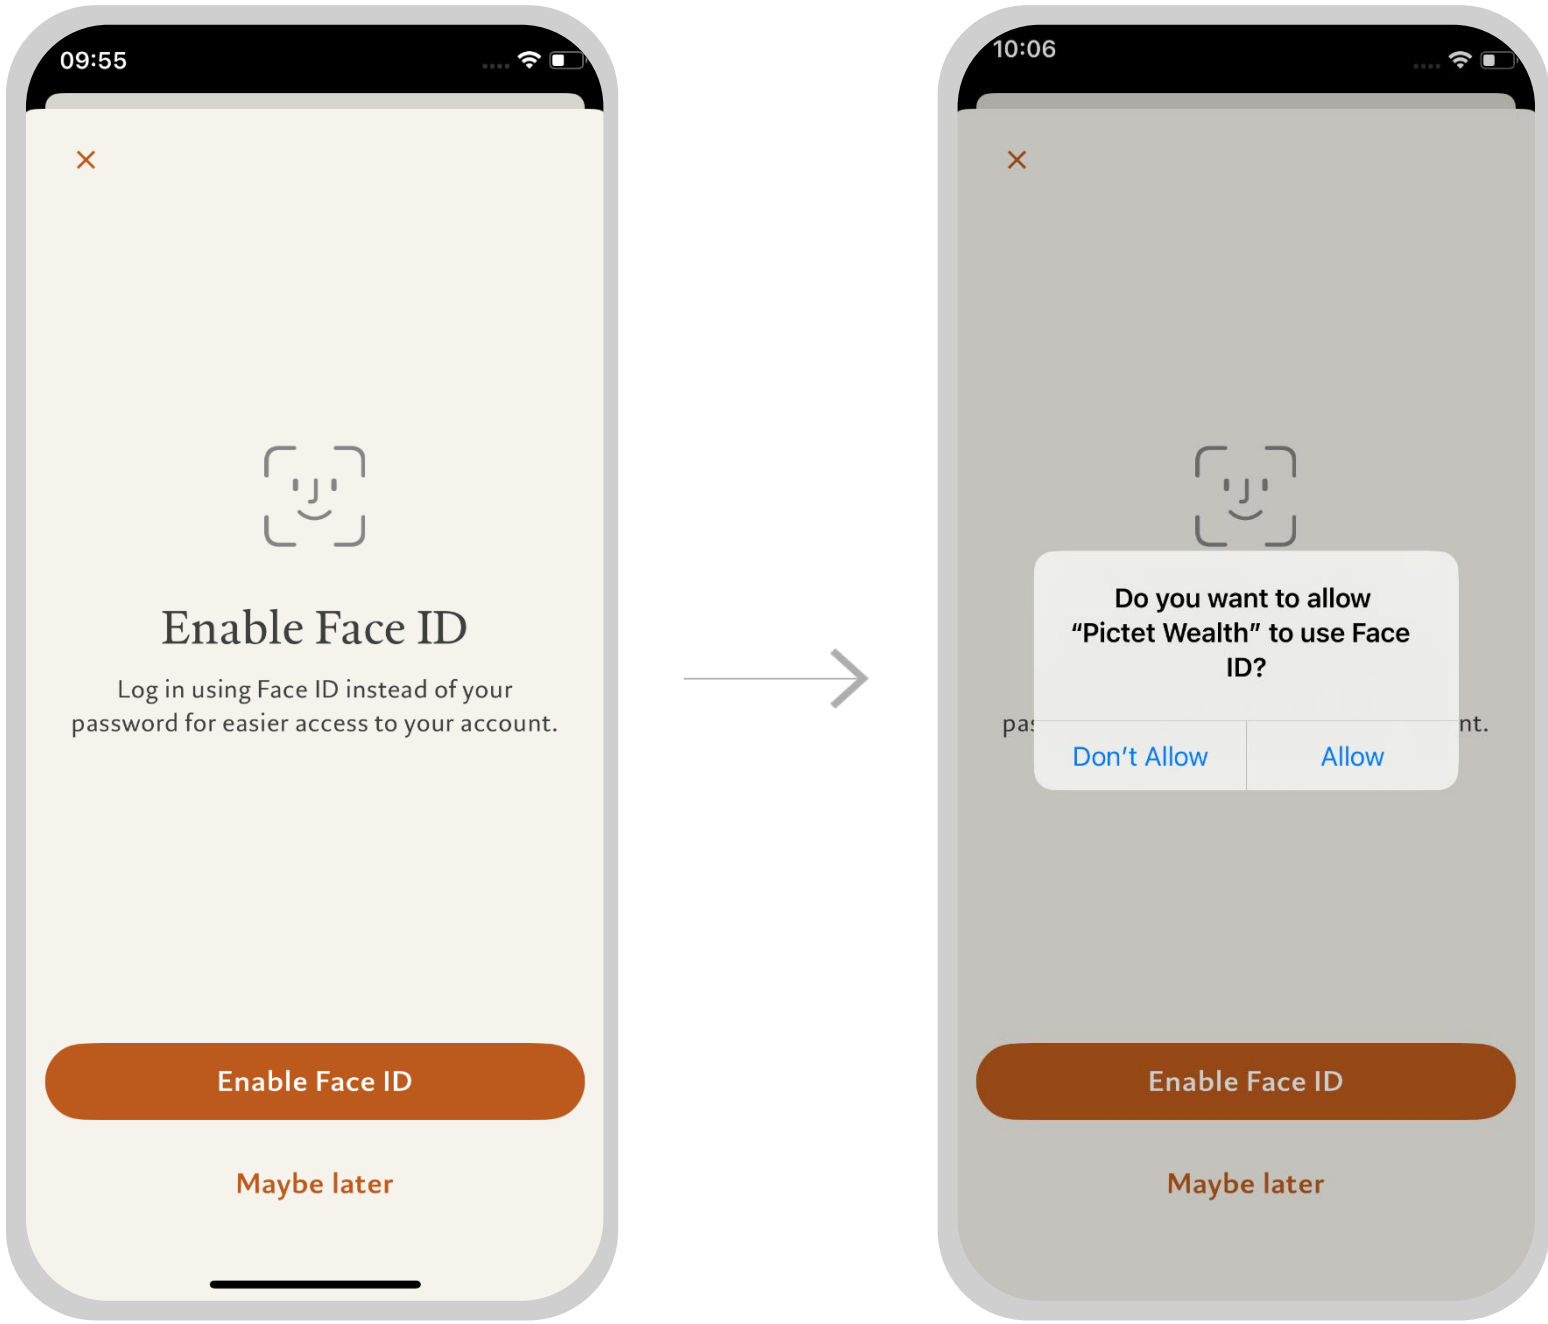 09:55
Enable Face ID
Log in using Face ID instead of your
password for easier access to your account.
Enable Face ID
Maybe later
10:06
Do you want to allow
“Pictet Wealth” to use Face
ID?
pas
nt.
Don’t Allow
Allow
Enable Face ID
Maybe later